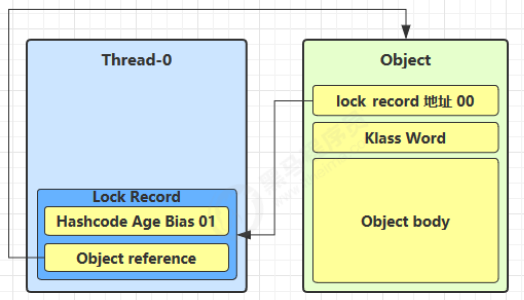 Thread-0
Lock Record
Hashcode Age Bias 01
Object reference
Object
lock record 地址 00
Klass Word
Object body